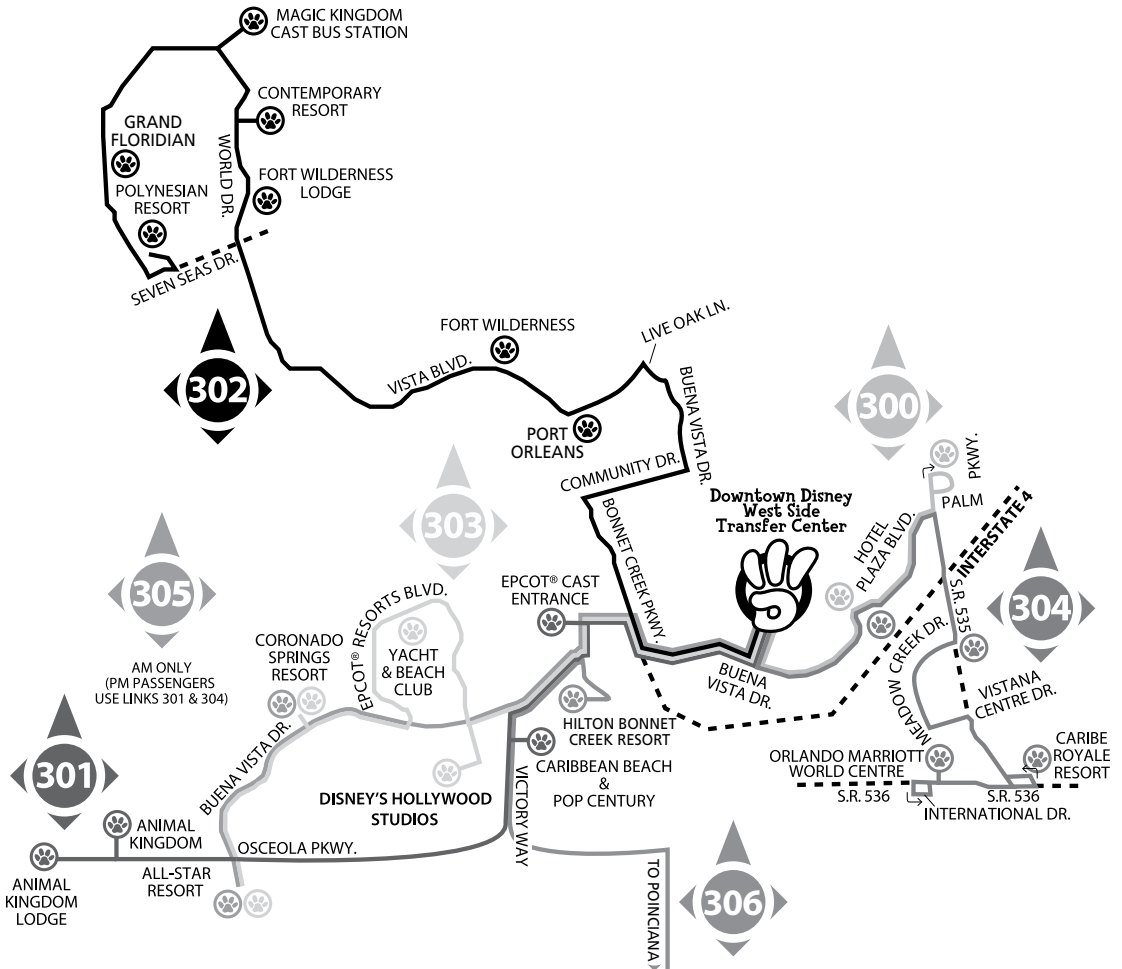 MAGIC KINGDOM
CAST BUS STATION
CONTEMPORARY
RESORT
GRAND
FLORIDIAN
WORLD DR.
FORT WILDERNESS
LODGE
POLYNESIAN
RESORT
SEVEN SEAS DR.
302
FORT WILDERNESS
LIVE OAK LN.
VISTA BLVD.
BUENA VISTA DR.
300
PORT
ORLEANS
COMMUNITY DR.
PKWY.
PALM
303
Downtown Disney
West Side
Transfer Center
BONNET CREEK PKWY.
HOTEL
PLAZA BLVD.
INTERSTATE 4
305
EPCOT® CAST
ENTRANCE
EPCOT® RESORTS BLVD.
S.R. 535
304
CORONADO
SPRINGS
RESORT
YACHT
& BEACH
CLUB
AM ONLY
(PM PASSENGERS
USE LINKS 301 & 304)
BUENA
VISTA DR.
MEADOW CREEK DR.
VISTANA
CENTRE DR.
HILTON BONNET
CREEK RESORT
301
BUENA VISTA DR.
ORLANDO MARRIOTT
WORLD CENTRE
CARIBE
ROYALE
RESORT
CARIBBEAN BEACH
&
POP CENTURY
DISNEY'S HOLLYWOOD
STUDIOS
VICTORY WAY
S.R. 536
S.R. 536
INTERNATIONAL DR.
ANIMAL
KINGDOM
OSCEOLA PKWY.
ALL-STAR
RESORT
ANIMAL
KINGDOM
LODGE
TO POINCIANA
306